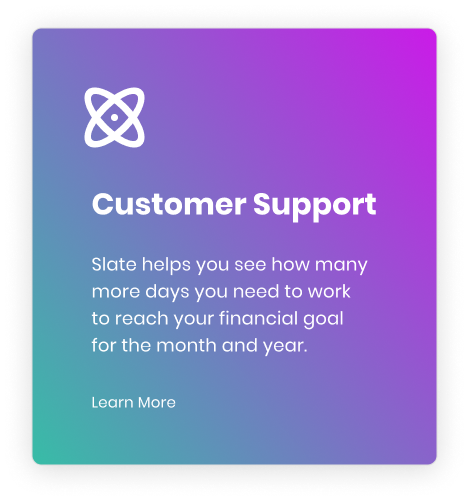 Customer Support
Slate helps you see how many
more days you need to work
to reach your financial goal
for the month and year.
Learn More